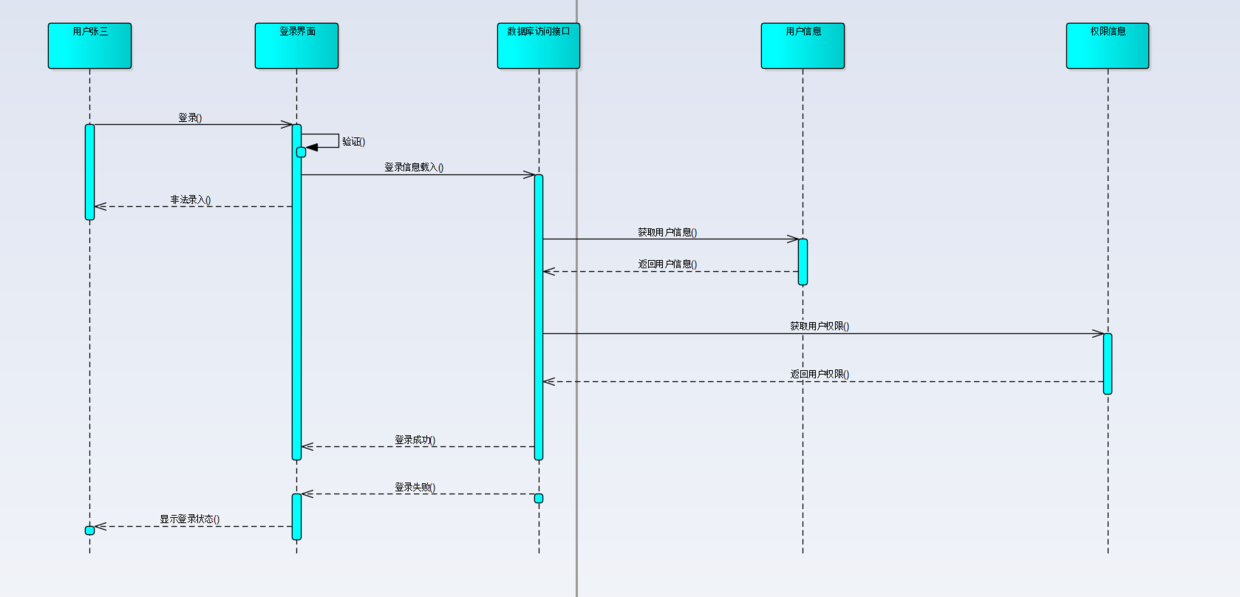 用户张三
登录界面
数据库访问接口
用户信息
权限信息
登录()
验证()
登录信息载入()
非法录入()
获取用户信息()
返回用户信息()
获取用户权限()
返回用户权限()
登录成功()
登录失败()
显示登录状态()